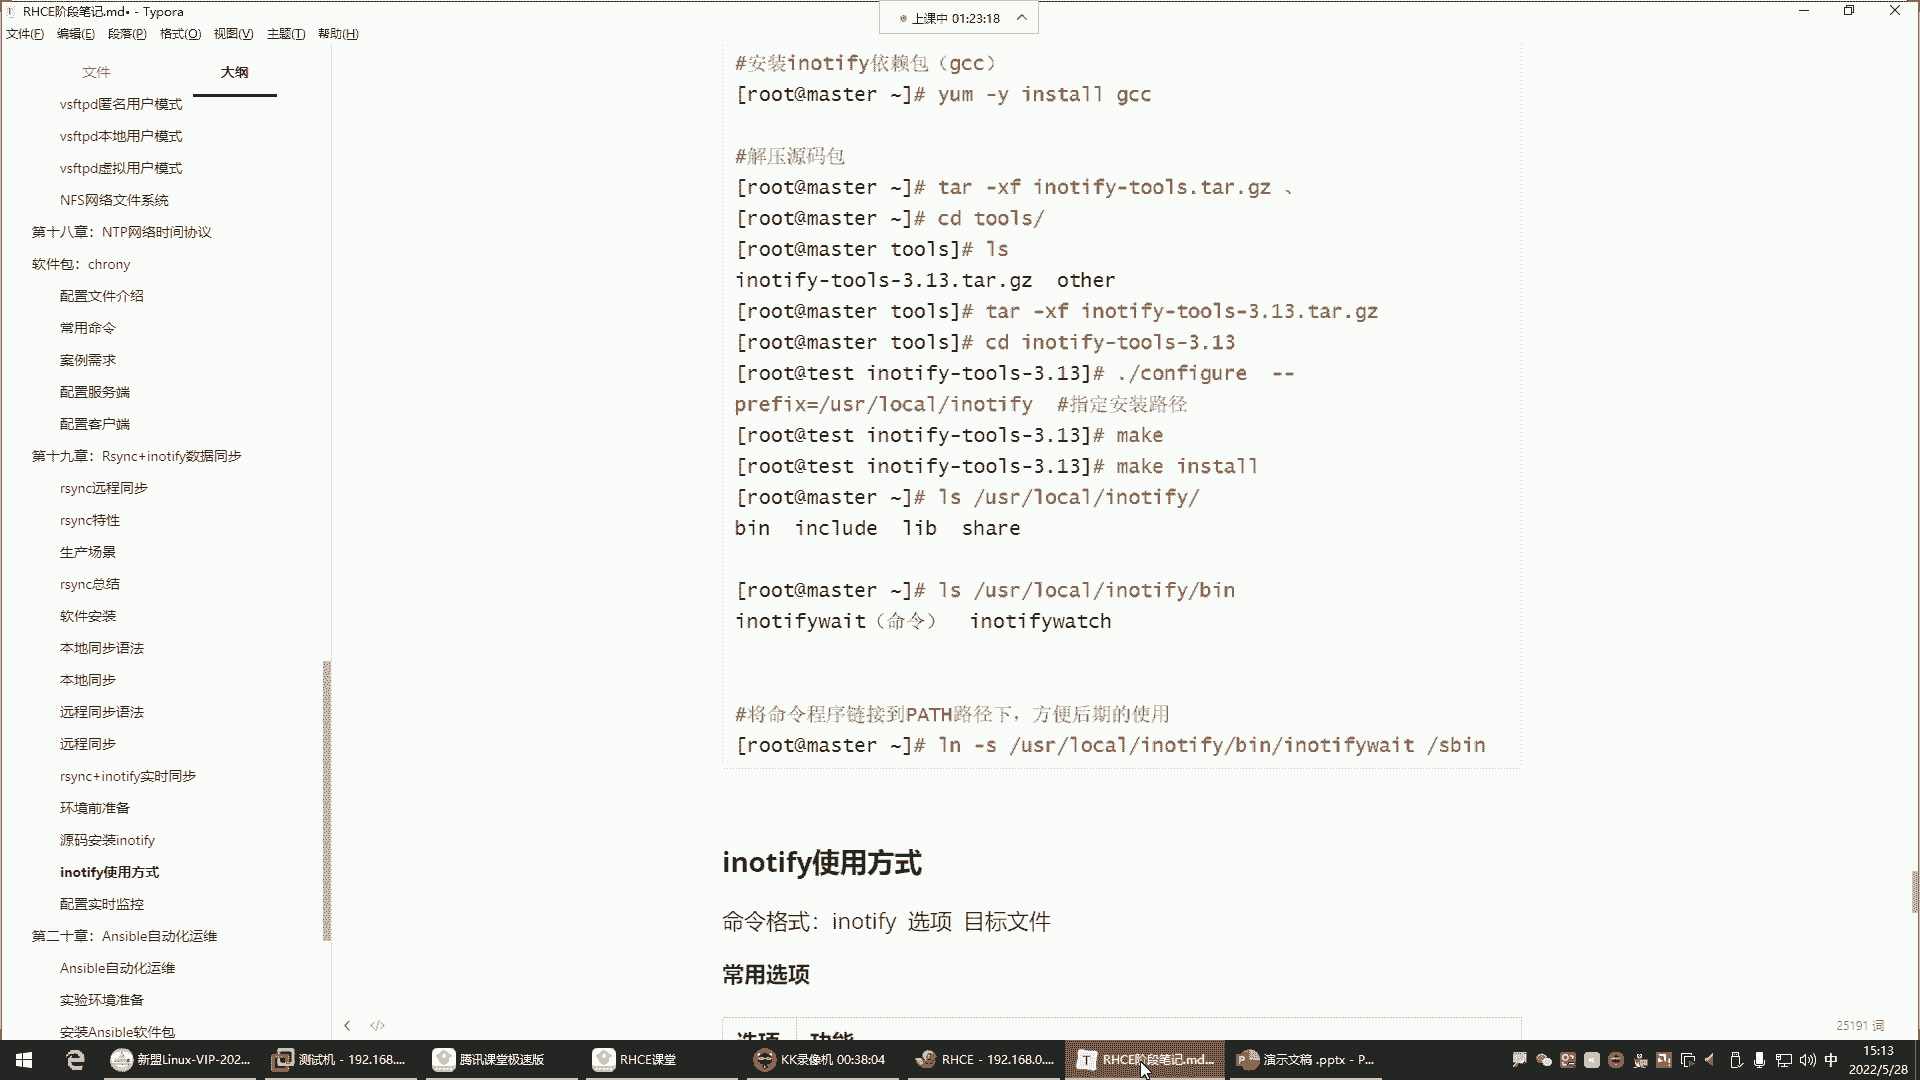 RHCE阶段笔记.md• - Typora
上课中 01:23:18
文件(F) 编辑(E) 段落(P) 格式(O) 视图(V) 主题(T) 帮助(H)
文件 大纲
vsftpd匿名用户模式
vsftpd本地用户模式
vsftpd虚拟用户模式
NFS网络文件系统
第十八章：NTP网络时间协议
软件包：chrony
配置文件介绍
常用命令
案例需求
配置服务端
配置客户端
第十九章：Rsync+inotify数据同步
rsync远程同步
rsync特性
生产场景
rsync总结
软件安装
本地同步语法
本地同步
远程同步语法
远程同步
rsync+inotify实时同步
环境前准备
源码安装inotify
inotify使用方式
配置实时监控
第二十章：Ansible自动化运维
Ansible自动化运维
实验环境准备
安装Ansible软件包
#安装inotify依赖包（gcc）
[root@master ~]# yum -y install gcc
#解压源码包
[root@master ~]# tar -xf inotify-tools.tar.gz 、
[root@master ~]# cd tools/
[root@master tools]# ls
inotify-tools-3.13.tar.gz  other
[root@master tools]# tar -xf inotify-tools-3.13.tar.gz
[root@master tools]# cd inotify-tools-3.13
[root@test inotify-tools-3.13]# ./configure  --
prefix=/usr/local/inotify  #指定安装路径
[root@test inotify-tools-3.13]# make
[root@test inotify-tools-3.13]# make install
[root@master ~]# ls /usr/local/inotify/
bin  include  lib  share
[root@master ~]# ls /usr/local/inotify/bin
inotifywait（命令）  inotifywatch
#将命令程序链接到PATH路径下，方便后期的使用
[root@master ~]# ln -s /usr/local/inotify/bin/inotifywait /sbin
inotify使用方式
命令格式：inotify 选项 目标文件
常用选项
选项 功能
25191 词
新盟Linux-VIP-202... 测试机 - 192.168.... 腾讯课堂极速版 RHCE课堂 KK录像机 00:38:04 RHCE - 192.168.0.... RHCE阶段笔记.md... 演示文稿 .pptx - P... 中
15:13
2022/5/28